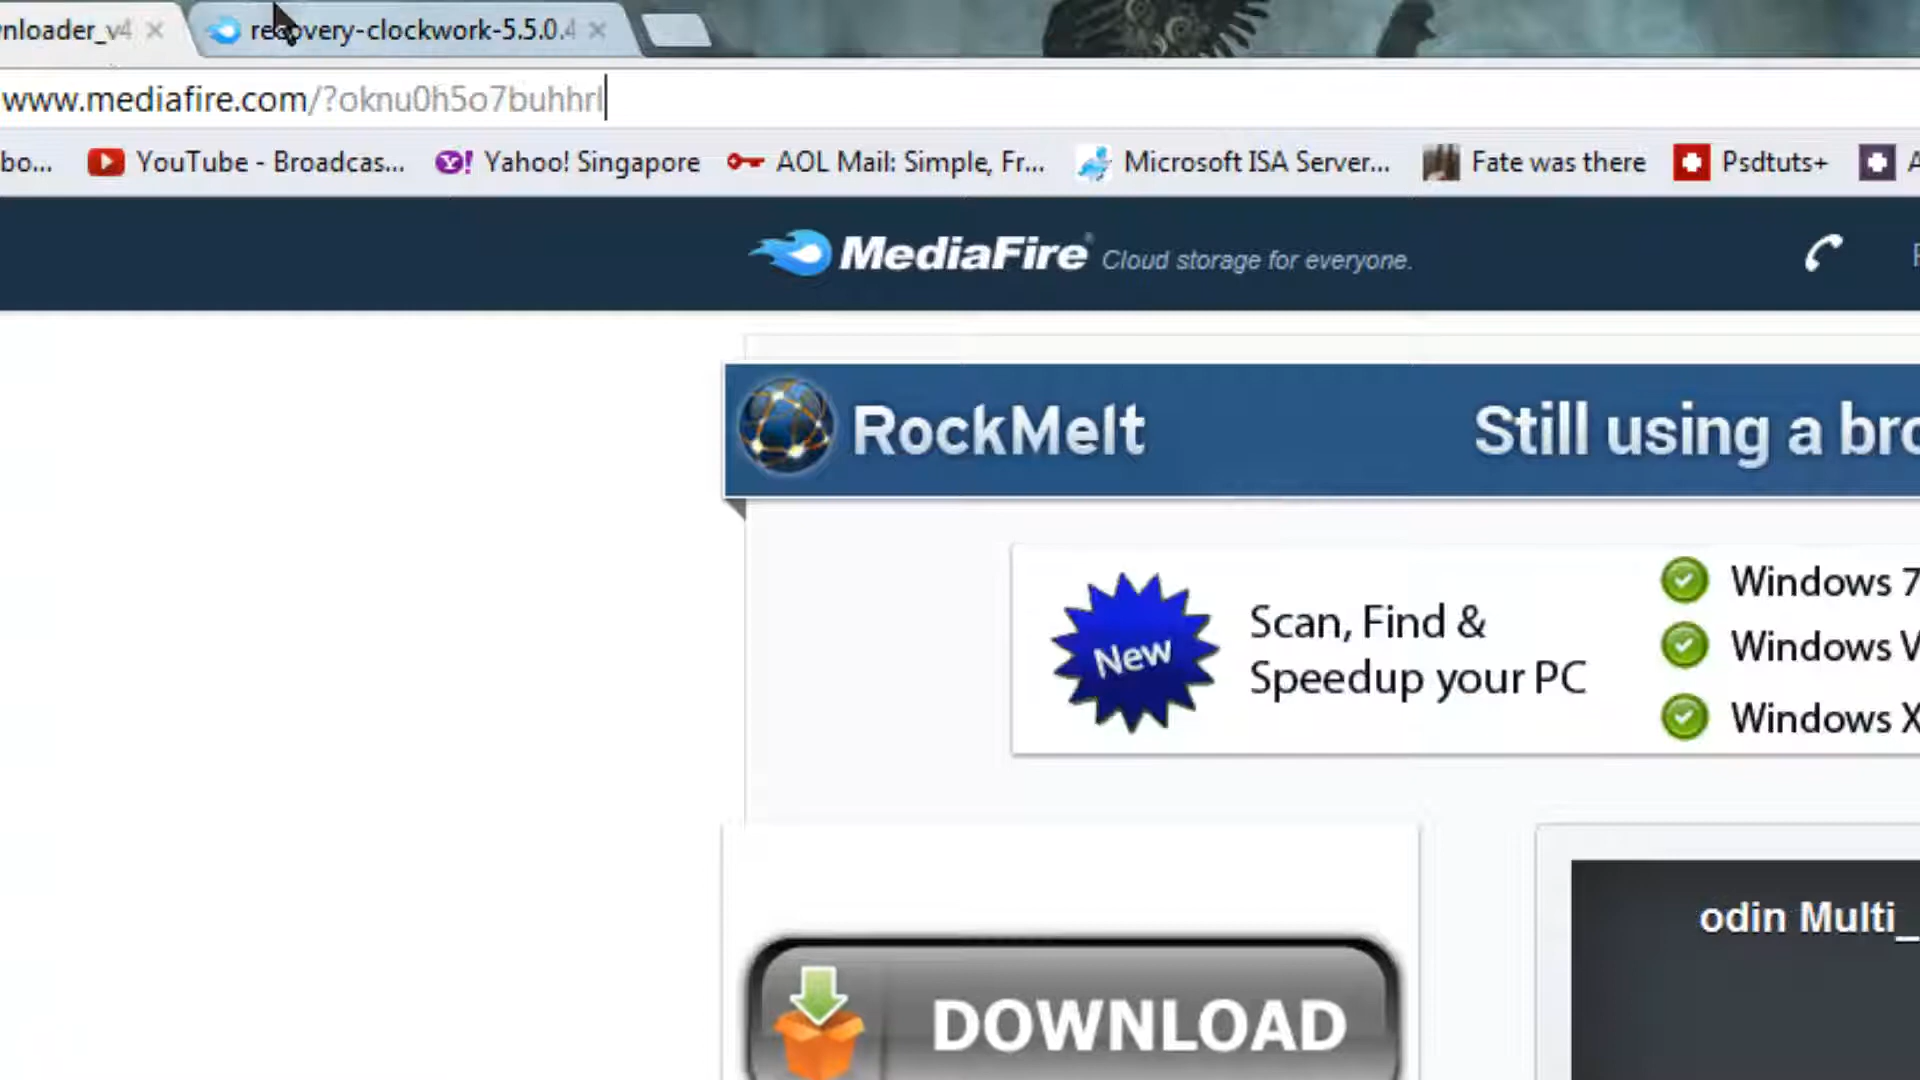 nloader_v4
recovery-clockwork-5.5.0.4
www.mediafire.com/?oknu0h5o7buhhrl
bo... YouTube - Broadcas... Yahoo! Singapore AOL Mail: Simple, Fr... Microsoft ISA Server... Fate was there Psdtuts+ A
MediaFire® Cloud storage for everyone.
RockMelt Still using a bro
New
Scan, Find &
Speedup your PC
Windows 7
Windows V
Windows X
odin Multi_
DOWNLOAD